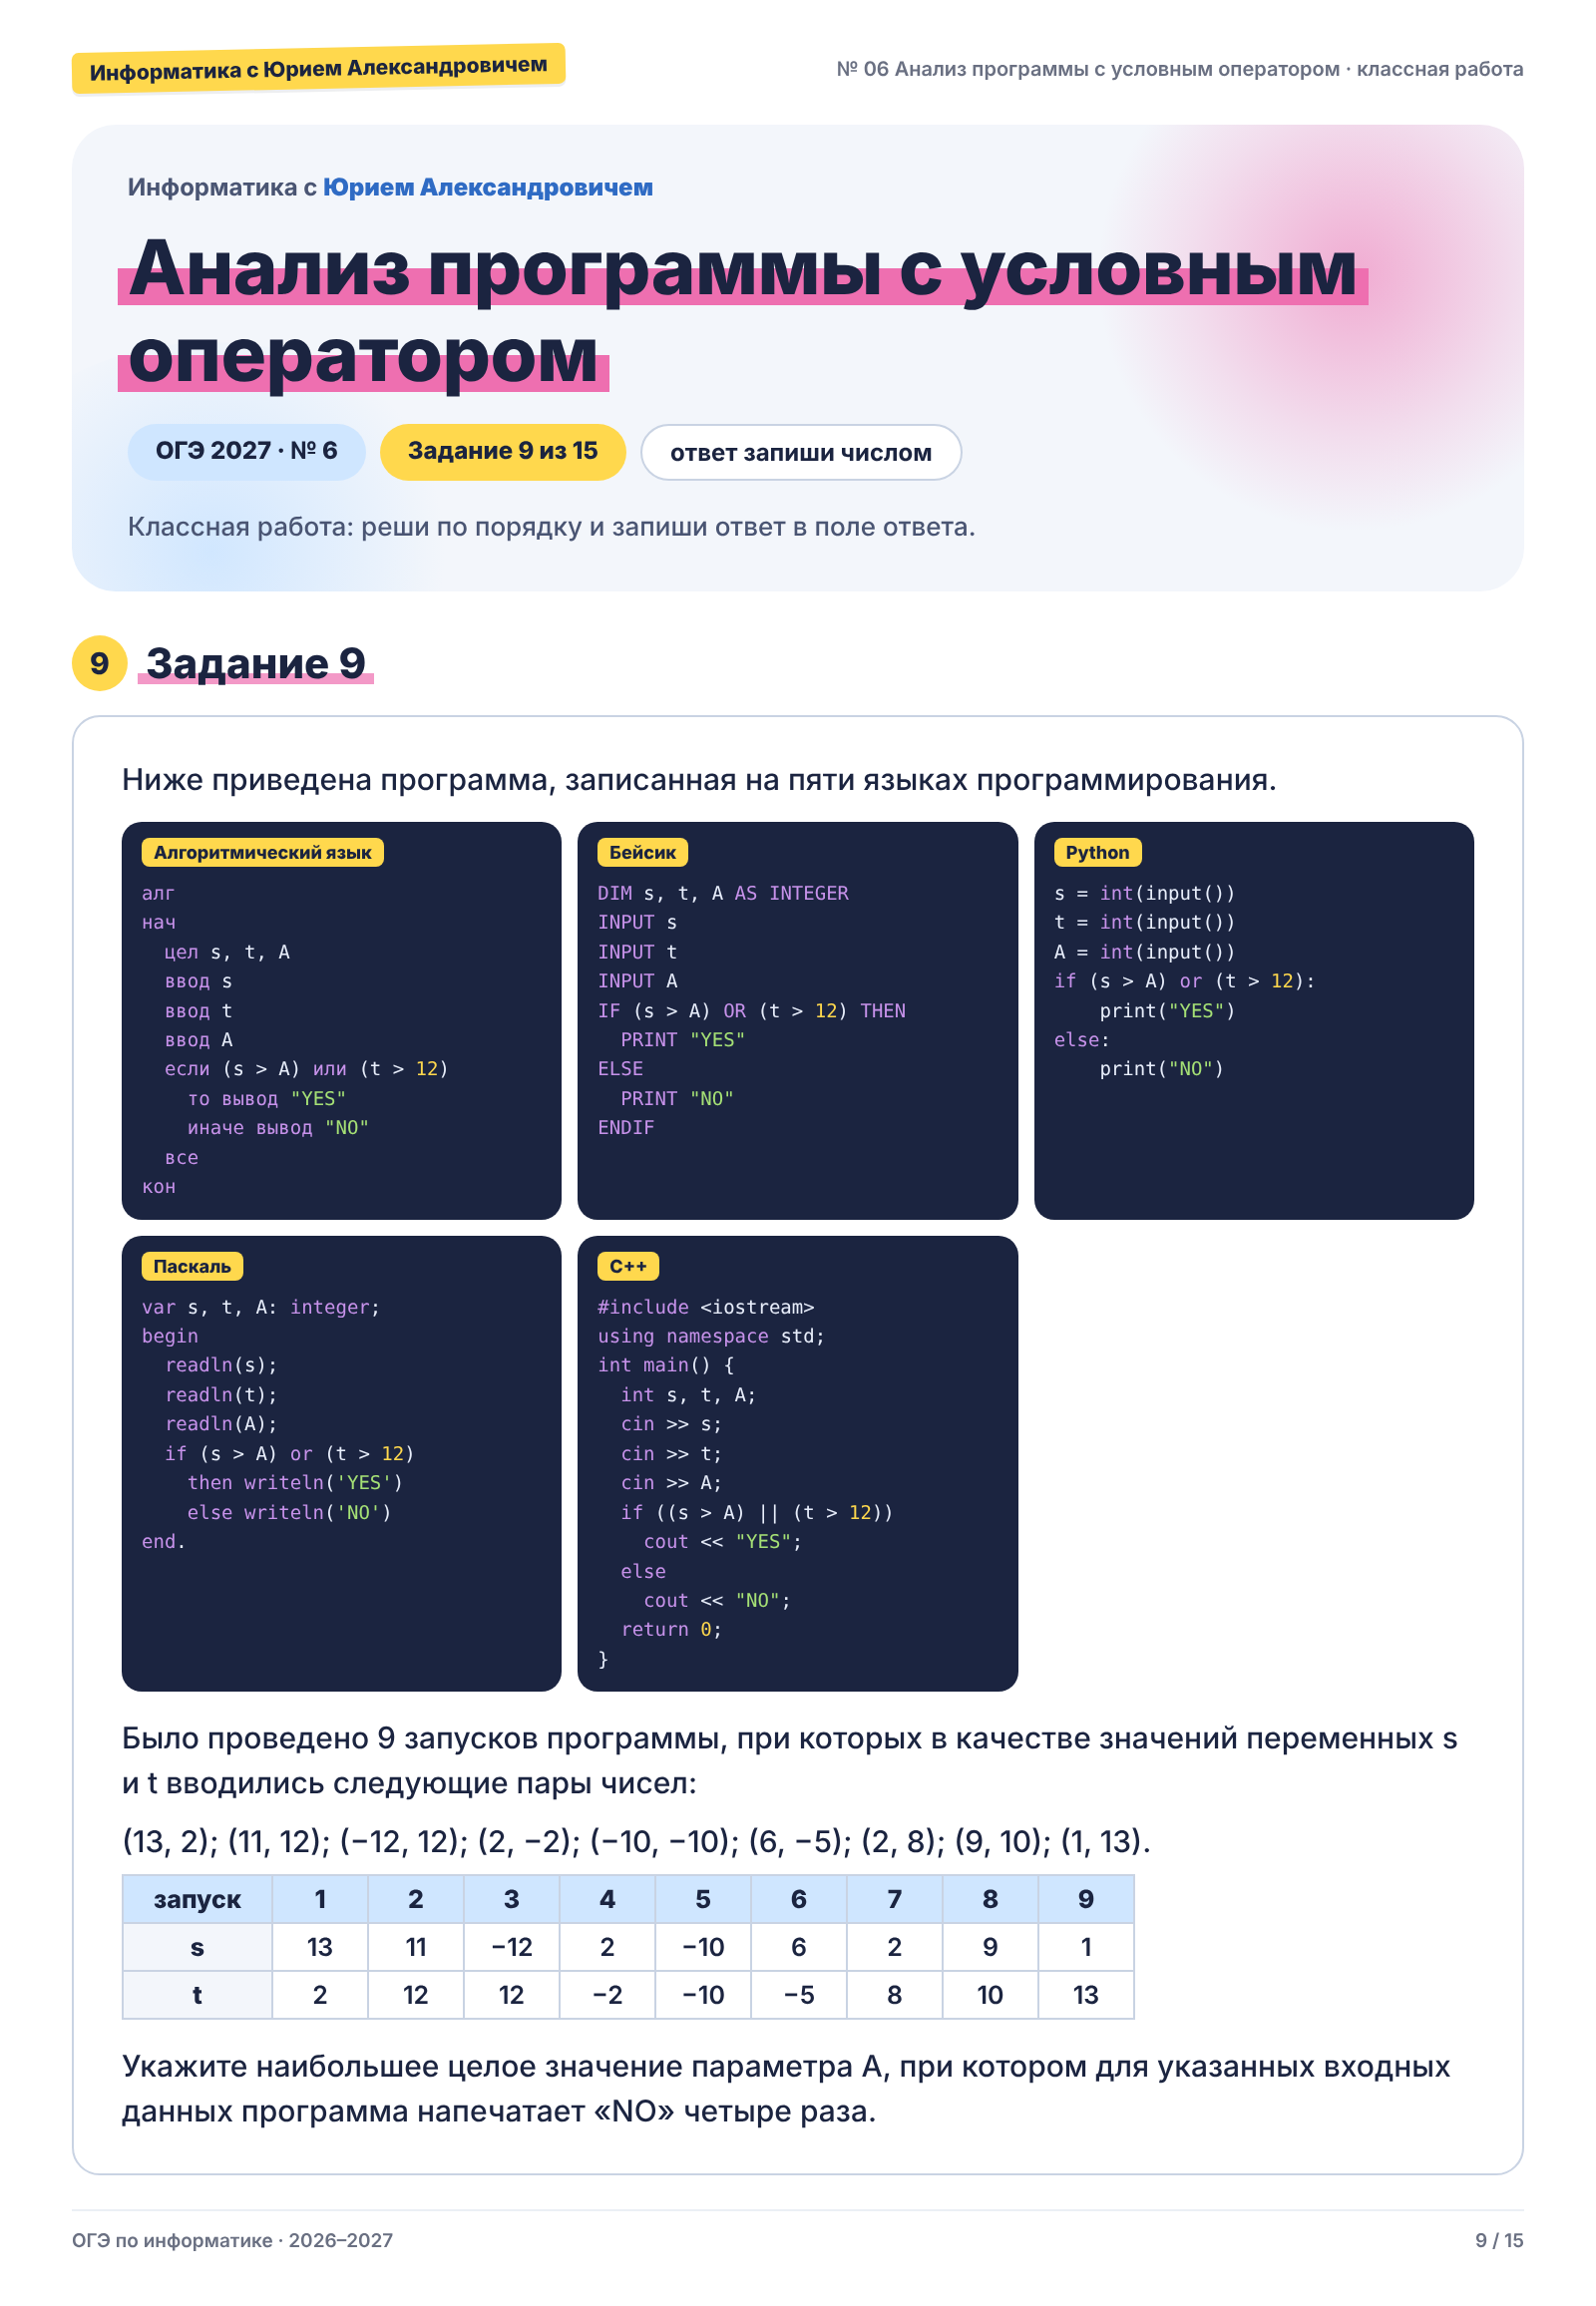 Информатика с Юрием Александровичем
№ 06 Анализ программы с условным оператором · классная работа
Информатика с Юрием Александровичем
Анализ программы с условным
оператором
ОГЭ 2027 · № 6
Задание 9 из 15
ответ запиши числом
Классная работа: реши по порядку и запиши ответ в поле ответа.
9 Задание 9
Ниже приведена программа, записанная на пяти языках программирования.
Алгоритмический язык
алг
нач
  цел s, t, A
  ввод s
  ввод t
  ввод A
  если (s > A) или (t > 12)
    то вывод "YES"
    иначе вывод "NO"
  все
кон
Бейсик
DIM s, t, A AS INTEGER
INPUT s
INPUT t
INPUT A
IF (s > A) OR (t > 12) THEN
  PRINT "YES"
ELSE
  PRINT "NO"
ENDIF
Python
s = int(input())
t = int(input())
A = int(input())
if (s > A) or (t > 12):
    print("YES")
else:
    print("NO")
Паскаль
var s, t, A: integer;
begin
  readln(s);
  readln(t);
  readln(A);
  if (s > A) or (t > 12)
    then writeln('YES')
    else writeln('NO')
end.
C++
#include <iostream>
using namespace std;
int main() {
  int s, t, A;
  cin >> s;
  cin >> t;
  cin >> A;
  if ((s > A) || (t > 12))
    cout << "YES";
  else
    cout << "NO";
  return 0;
}
Было проведено 9 запусков программы, при которых в качестве значений переменных s
и t вводились следующие пары чисел:
(13, 2); (11, 12); (−12, 12); (2, −2); (−10, −10); (6, −5); (2, 8); (9, 10); (1, 13).
запуск 1 2 3 4 5 6 7 8 9
s 13 11 −12 2 −10 6 2 9 1
t 2 12 12 −2 −10 −5 8 10 13
Укажите наибольшее целое значение параметра А, при котором для указанных входных
данных программа напечатает «NO» четыре раза.
ОГЭ по информатике · 2026–2027
9 / 15